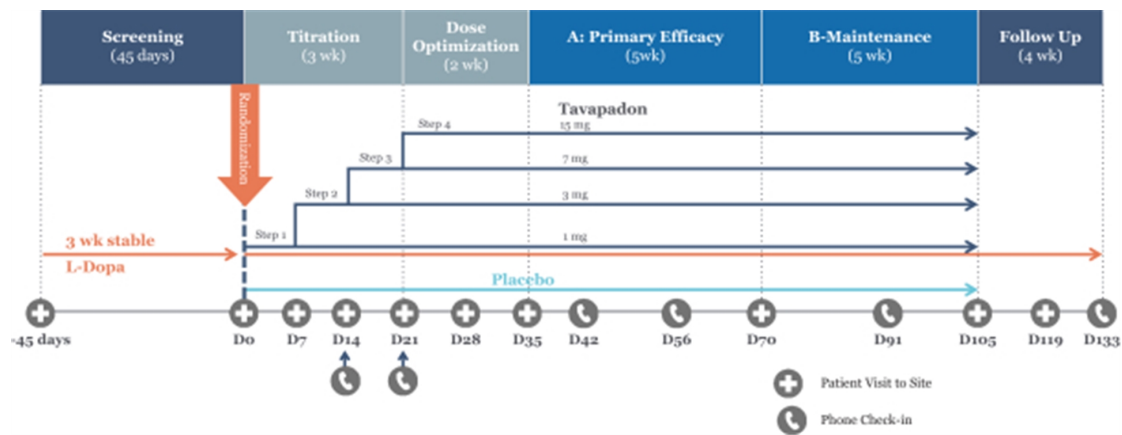 Screening
(45 days)
Titration
(3 wk)
Dose
Optimization
(2 wk)
A: Primary Efficacy
(5wk)
B-Maintenance
(5 wk)
Follow Up
(4 wk)
Randomization
Tavapadon
Step 4
15 mg
Step 3
7 mg
Step 2
3 mg
Step 1
1 mg
3 wk stable
L-Dopa
Placebo
-45 days
D0
D7
D14
D21
D28
D35
D42
D56
D70
D91
D105
D119
D133
Patient Visit to Site
Phone Check-in